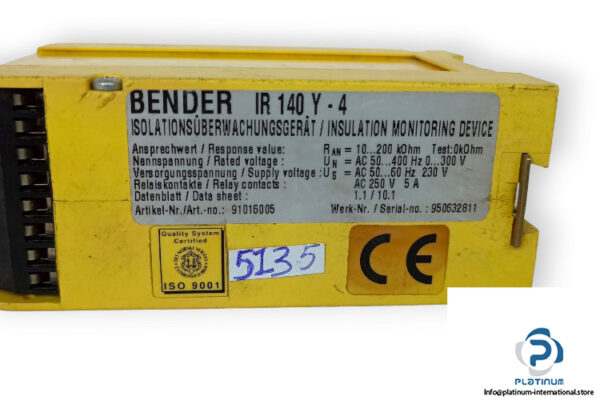 BENDER IR 140 Y - 4
ISOLATIONSÜBERWACHUNGSGERÄT / INSULATION MONITORING DEVICE
Ansprechwert / Response value: RAN = 10...200 kOhm Test:0kOhm
Nennspannung / Rated voltage : UN = AC 50...400 Hz 0...300 V
Versorgungsspannung / Supply voltage : US = AC 50...60 Hz 230 V
Relaiskontakte / Relay contacts : AC 250 V 5 A
Datenblatt / Data sheet : 1.1 / 10.1
Artikel-Nr./Art.-no.: 91016005 Werk-Nr. / Serial-no.: 950632811
Quality System
Certified
ISO 9001
5135
CE
PLATINUM
Info@platinum-international.store